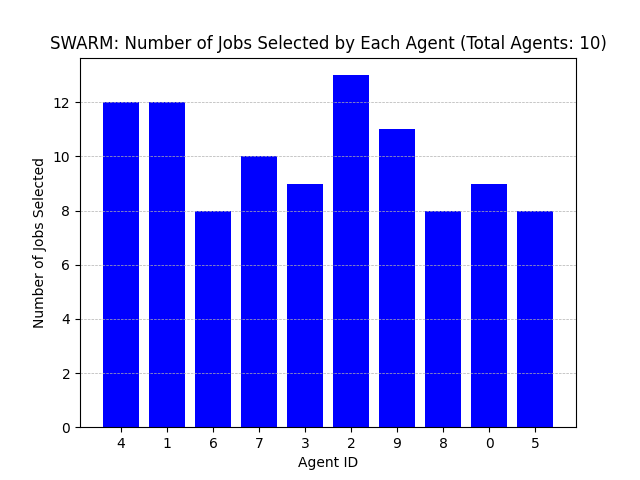 SWARM: Number of Jobs Selected by Each Agent (Total Agents: 10)
12
10
8
6
4
2
0
Number of Jobs Selected
4 1 6 7 3 2 9 8 0 5
Agent ID